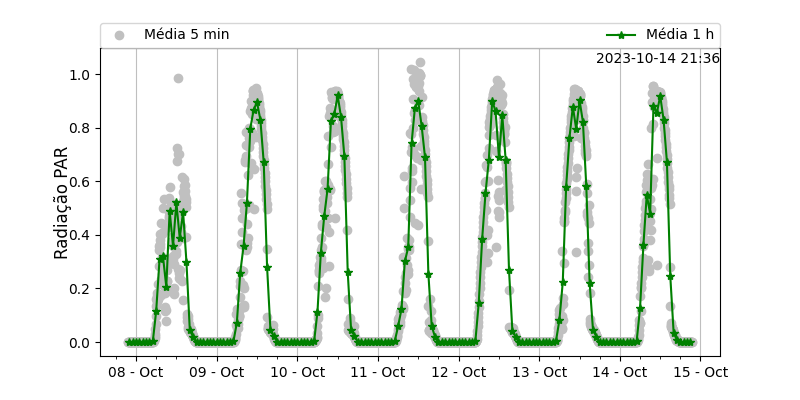 Média 5 min
Média 1 h
2023-10-14 21:36
Radiação PAR
1.0
0.8
0.6
0.4
0.2
0.0
08 - Oct
09 - Oct
10 - Oct
11 - Oct
12 - Oct
13 - Oct
14 - Oct
15 - Oct